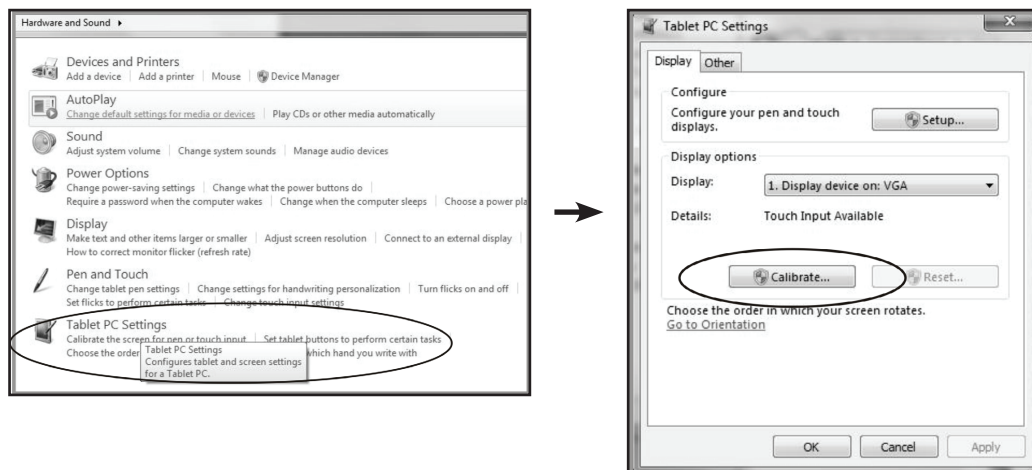 Hardware and Sound
Devices and Printers
Add a device | Add a printer | Mouse | Device Manager
AutoPlay
Change default settings for media or devices | Play CDs or other media automatically
Sound
Adjust system volume | Change system sounds | Manage audio devices
Power Options
Change power-saving settings | Change what the power buttons do |
Require a password when the computer wakes | Change when the computer sleeps | Choose a power pla
Display
Make text and other items larger or smaller | Adjust screen resolution | Connect to an external display |
How to correct monitor flicker (refresh rate)
Pen and Touch
Change tablet pen settings | Change settings for handwriting personalization | Turn flicks on and off |
Set flicks to perform certain tasks | Change touch input settings
Tablet PC Settings
Calibrate the screen for pen or touch input | Set tablet buttons to perform certain tasks
Choose the order which hand you write with
Tablet PC Settings
Configures tablet and screen settings
for a Tablet PC.
Tablet PC Settings
Display Other
Configure
Configure your pen and touch
displays.
Setup...
Display options
Display: 1. Display device on: VGA
Details: Touch Input Available
Calibrate... Reset...
Choose the order in which your screen rotates.
Go to Orientation
OK Cancel Apply